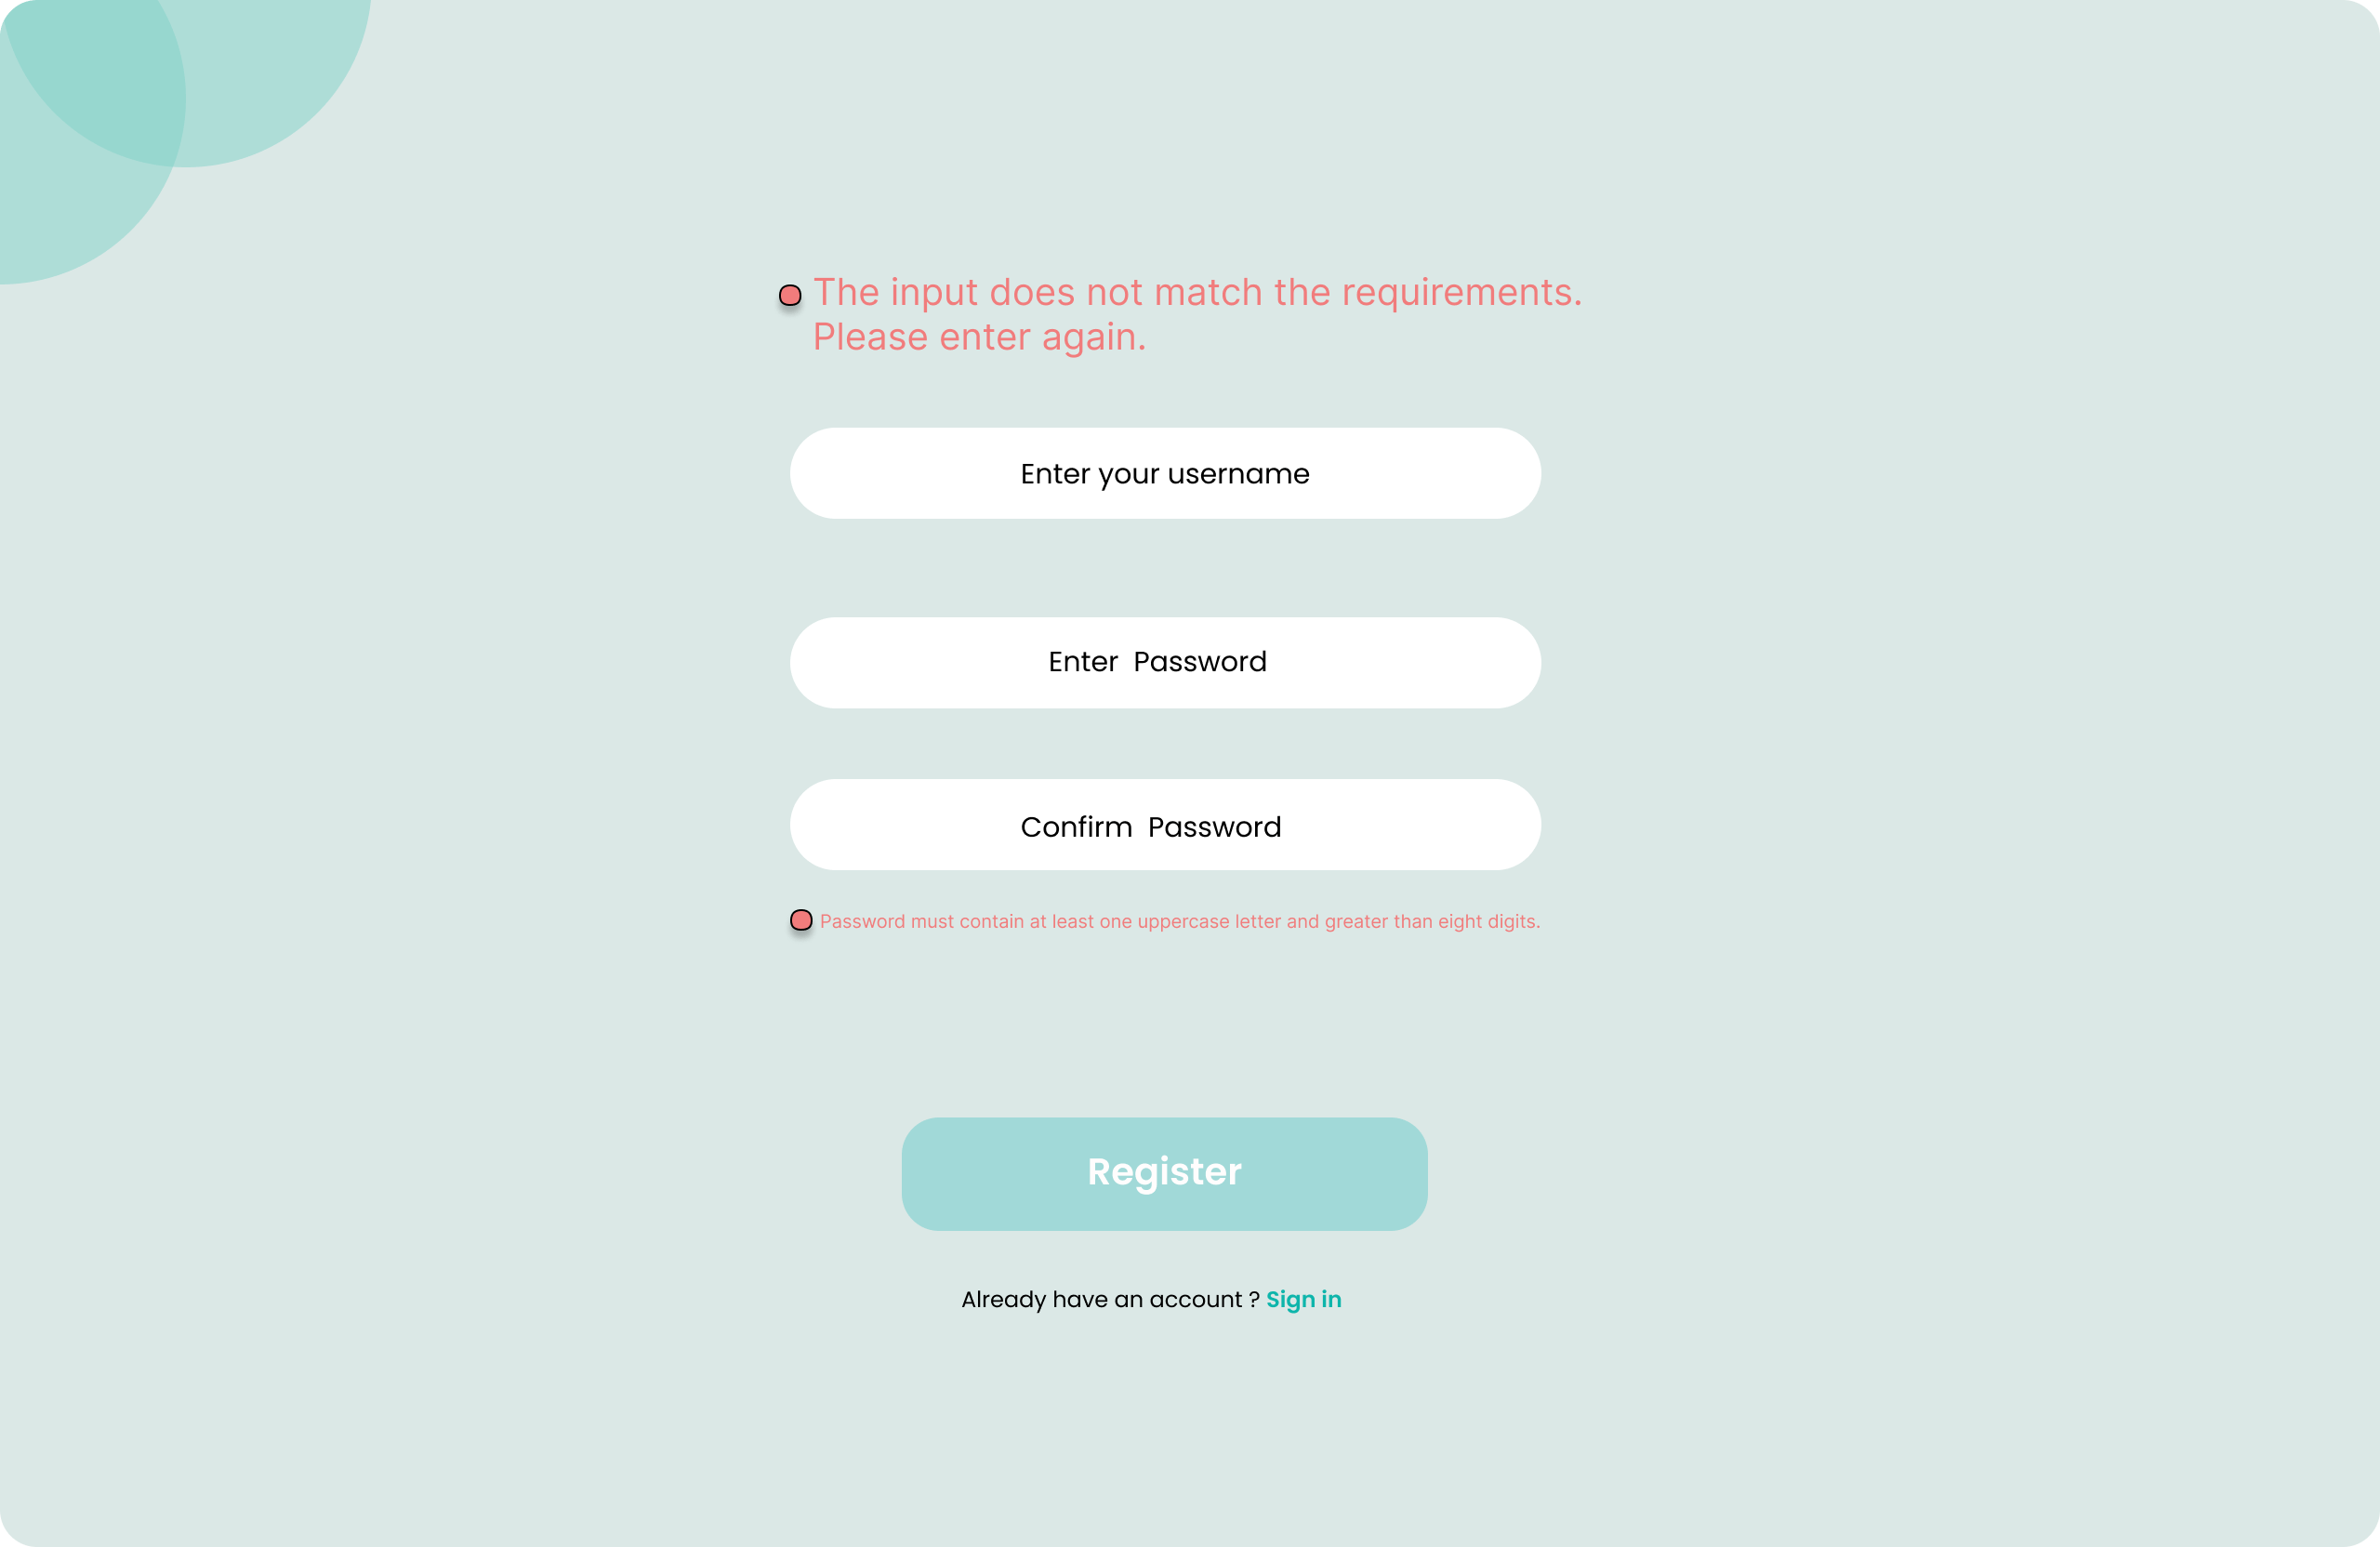 The input does not match the requirements.
Please enter again.
Enter your username
Enter  Password
Confirm  Password
Password must contain at least one uppercase letter and greater than eight digits.
Register
Already have an account ? Sign in